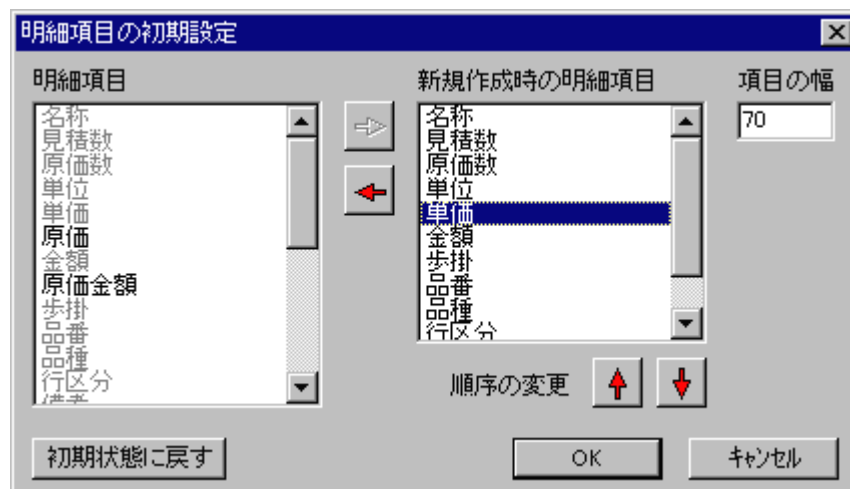 明細項目の初期設定
明細項目
名称
見積数
原価数
単位
単価
原価
金額
原価金額
歩掛
品番
品種
行区分
備考
新規作成時の明細項目
名称
見積数
原価数
単位
単価
金額
歩掛
品番
品種
行区分
項目の幅
70
順序の変更
初期状態に戻す
OK
キャンセル